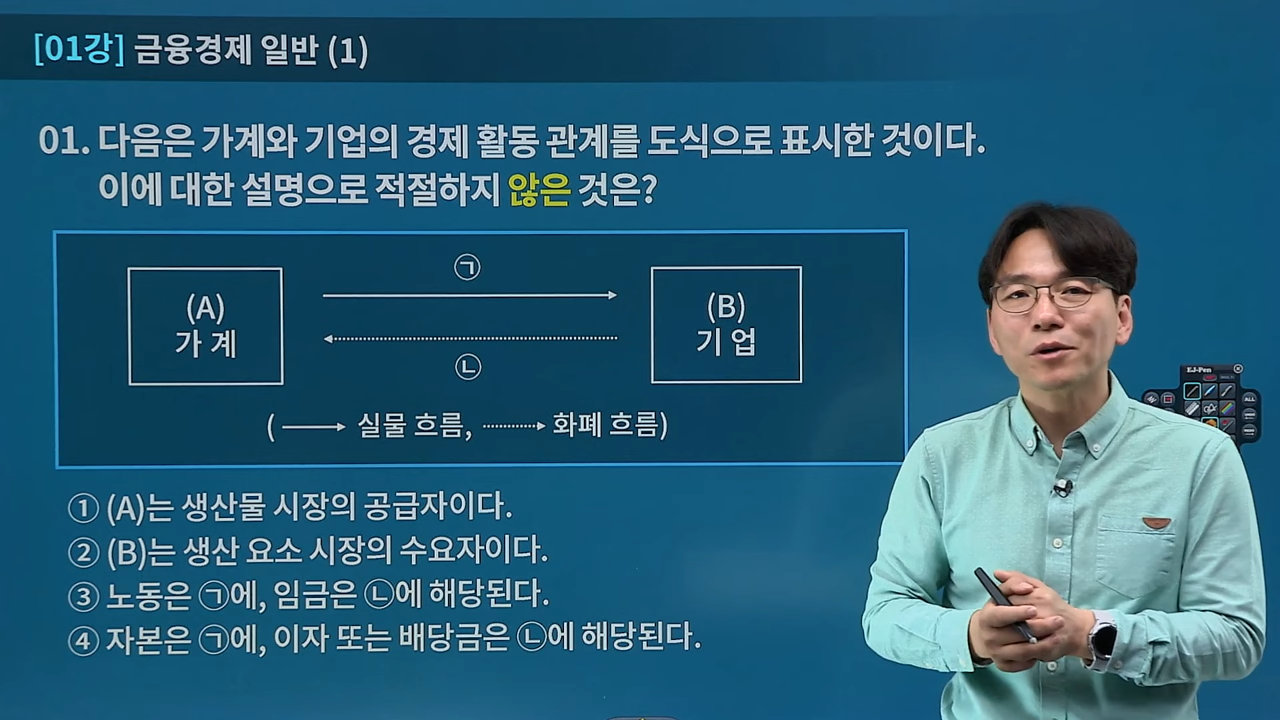 [01강] 금융경제 일반 (1)
01. 다음은 가계와 기업의 경제 활동 관계를 도식으로 표시한 것이다.
이에 대한 설명으로 적절하지 않은 것은?
㉠
(A)
가 계
(B)
기 업
㉡
( → 실물 흐름, ┈→ 화폐 흐름)
① (A)는 생산물 시장의 공급자이다.
② (B)는 생산 요소 시장의 수요자이다.
③ 노동은 ㉠에, 임금은 ㉡에 해당된다.
④ 자본은 ㉠에, 이자 또는 배당금은 ㉡에 해당된다.
EJ-Pen
ALL